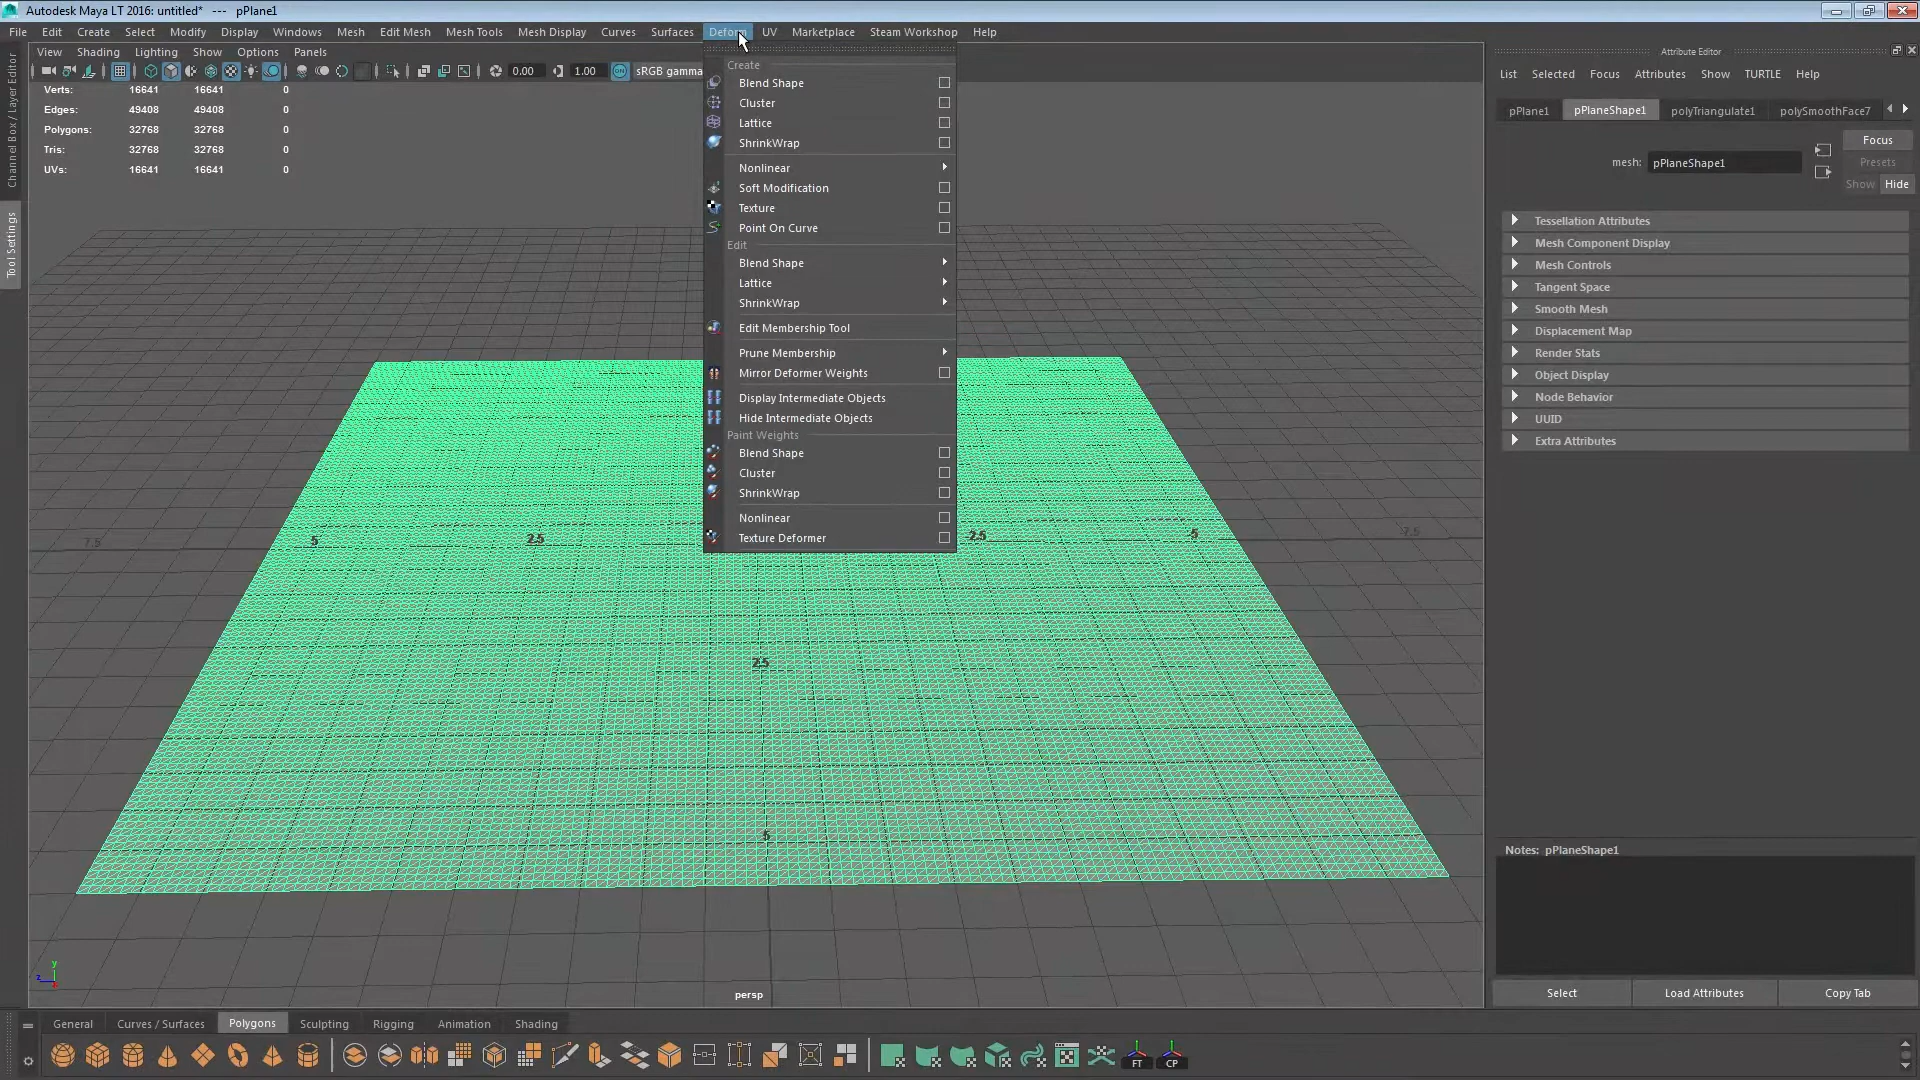 Autodesk Maya LT 2016: untitled*   ---   pPlane1
File Edit Create Select Modify Display Windows Mesh Edit Mesh Mesh Tools Mesh Display Curves Surfaces Deform UV Marketplace Steam Workshop Help
View Shading Lighting Show Options Panels
0.00 1.00 ON sRGB gamma
Verts: 16641 16641 0
Edges: 49408 49408 0
Polygons: 32768 32768 0
Tris: 32768 32768 0
UVs: 16641 16641 0
Channel Box / Layer Editor
Tool Settings
Create
Blend Shape
Cluster
Lattice
ShrinkWrap
Nonlinear
Soft Modification
Texture
Point On Curve
Edit
Blend Shape
Lattice
ShrinkWrap
Edit Membership Tool
Prune Membership
Mirror Deformer Weights
Display Intermediate Objects
Hide Intermediate Objects
Paint Weights
Blend Shape
Cluster
ShrinkWrap
Nonlinear
Texture Deformer
7.5 5 2.5 2.5 5 7.5
2.5
5
y
z
persp
Attribute Editor
List Selected Focus Attributes Show TURTLE Help
pPlane1 pPlaneShape1 polyTriangulate1 polySmoothFace7
mesh: pPlaneShape1
Focus
Presets
Show Hide
Tessellation Attributes
Mesh Component Display
Mesh Controls
Tangent Space
Smooth Mesh
Displacement Map
Render Stats
Object Display
Node Behavior
UUID
Extra Attributes
Notes: pPlaneShape1
Select Load Attributes Copy Tab
General Curves / Surfaces Polygons Sculpting Rigging Animation Shading
FT CP